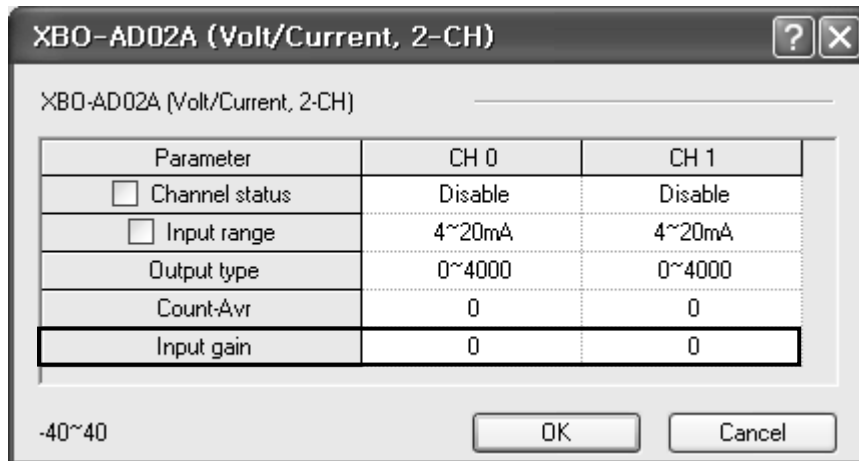 XBO-AD02A (Volt/Current, 2-CH)
XBO-AD02A (Volt/Current, 2-CH)
Parameter CH 0 CH 1
Channel status Disable Disable
Input range 4~20mA 4~20mA
Output type 0~4000 0~4000
Count-Avr 0 0
Input gain 0 0
-40~40 OK Cancel